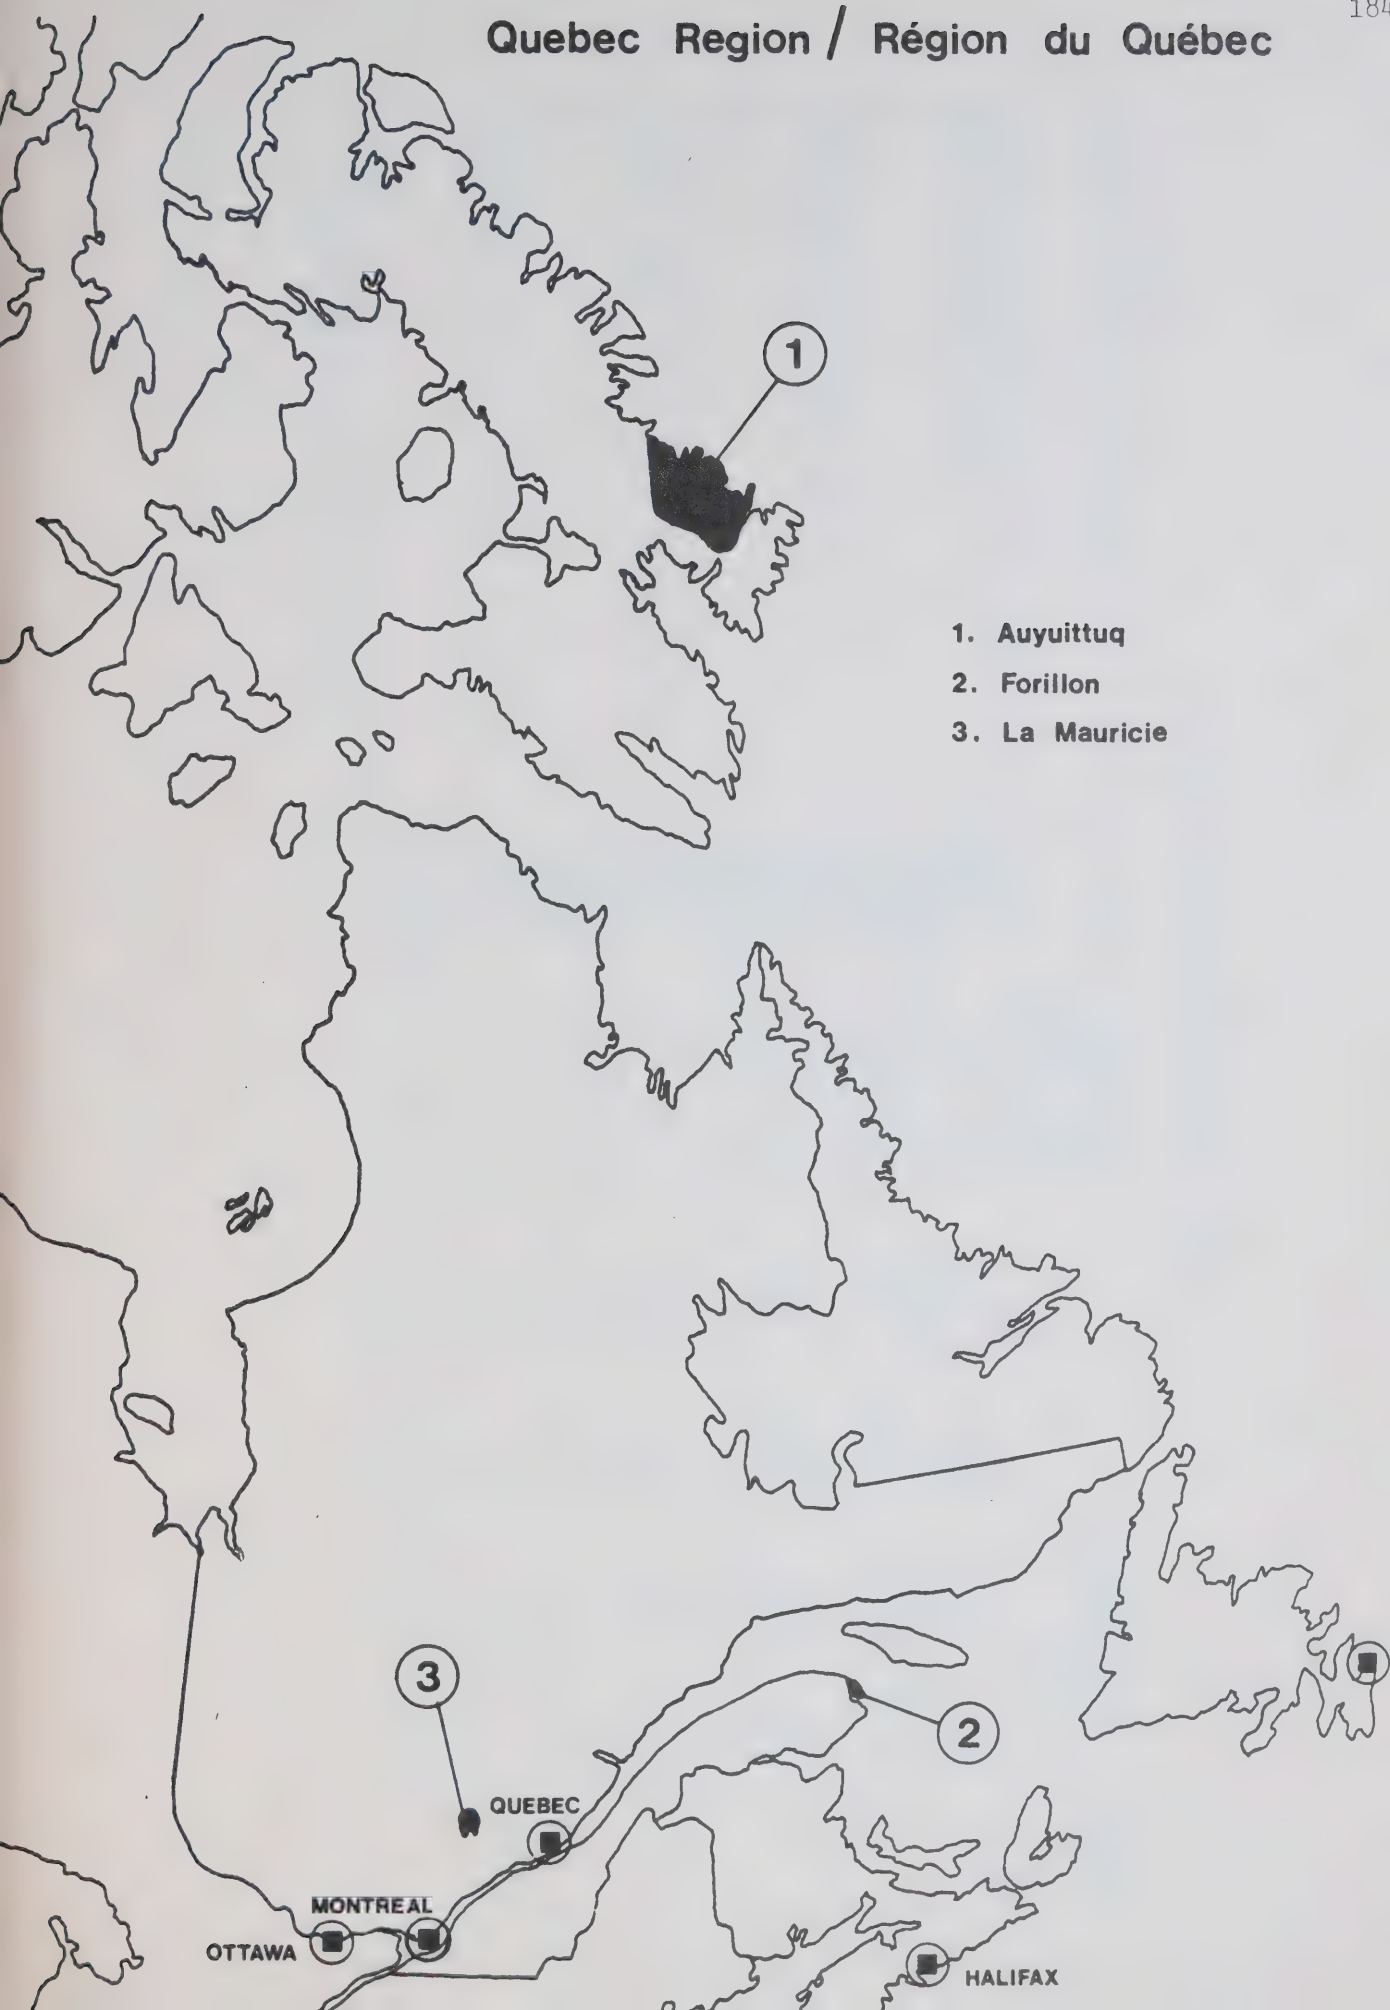 184
Quebec Region / Région du Québec
1
1. Auyuittuq
2. Forillon
3. La Mauricie
3
2
QUEBEC
MONTREAL
OTTAWA
HALIFAX